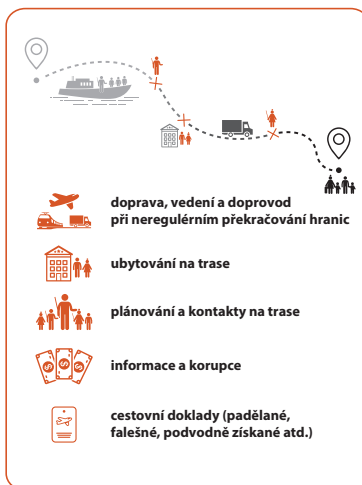 doprava, vedení a doprovod
při neregulérním překračování hranic
ubytování na trase
plánování a kontakty na trase
informace a korupce
cestovní doklady (padělané,
falešné, podvodně získané atd.)